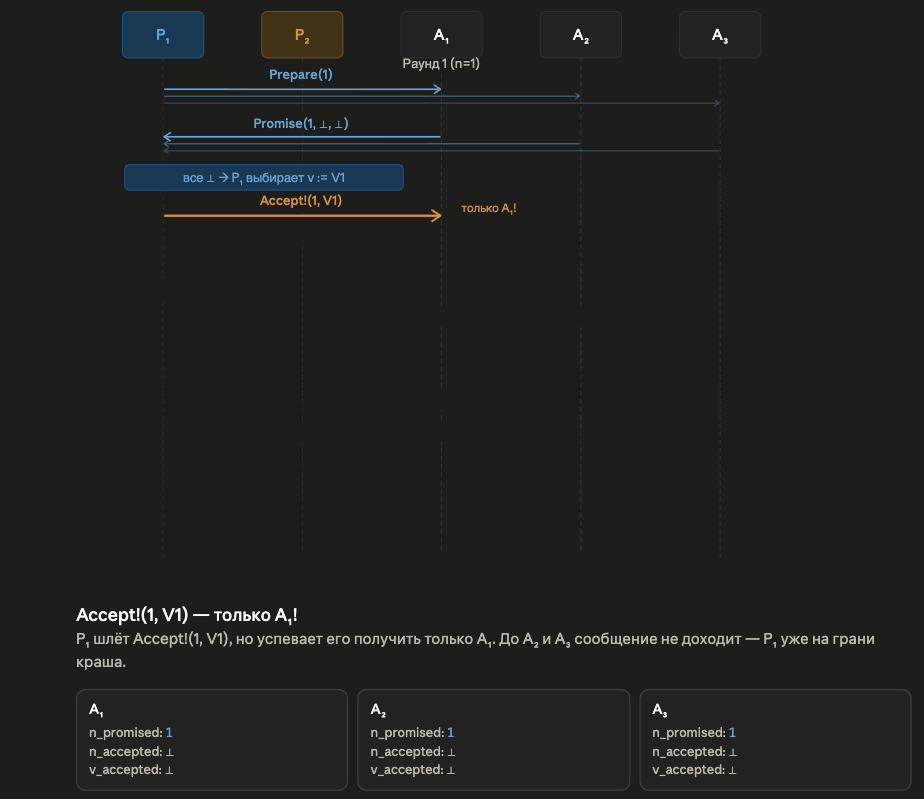 P₁ P₂ A₁ A₂ A₃
Раунд 1 (n=1)
Prepare(1)
Promise(1, ⊥, ⊥)
все ⊥ → P₁ выбирает v := V1
Accept!(1, V1)
только A₁!
Accept!(1, V1) — только A₁!
P₁ шлёт Accept!(1, V1), но успевает его получить только A₁. До A₂ и A₃ сообщение не доходит — P₁ уже на грани
краша.
A₁
n_promised: 1
n_accepted: ⊥
v_accepted: ⊥
A₂
n_promised: 1
n_accepted: ⊥
v_accepted: ⊥
A₃
n_promised: 1
n_accepted: ⊥
v_accepted: ⊥